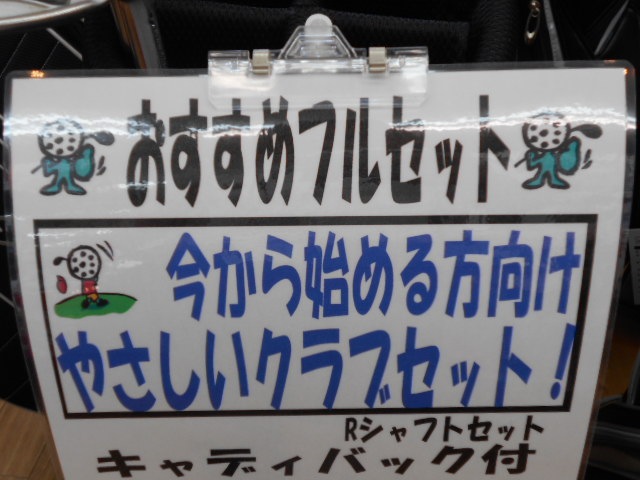 おすすめフルセット
今から始める方向け
やさしいクラブセット!
Rシャフトセット
キャディバック付